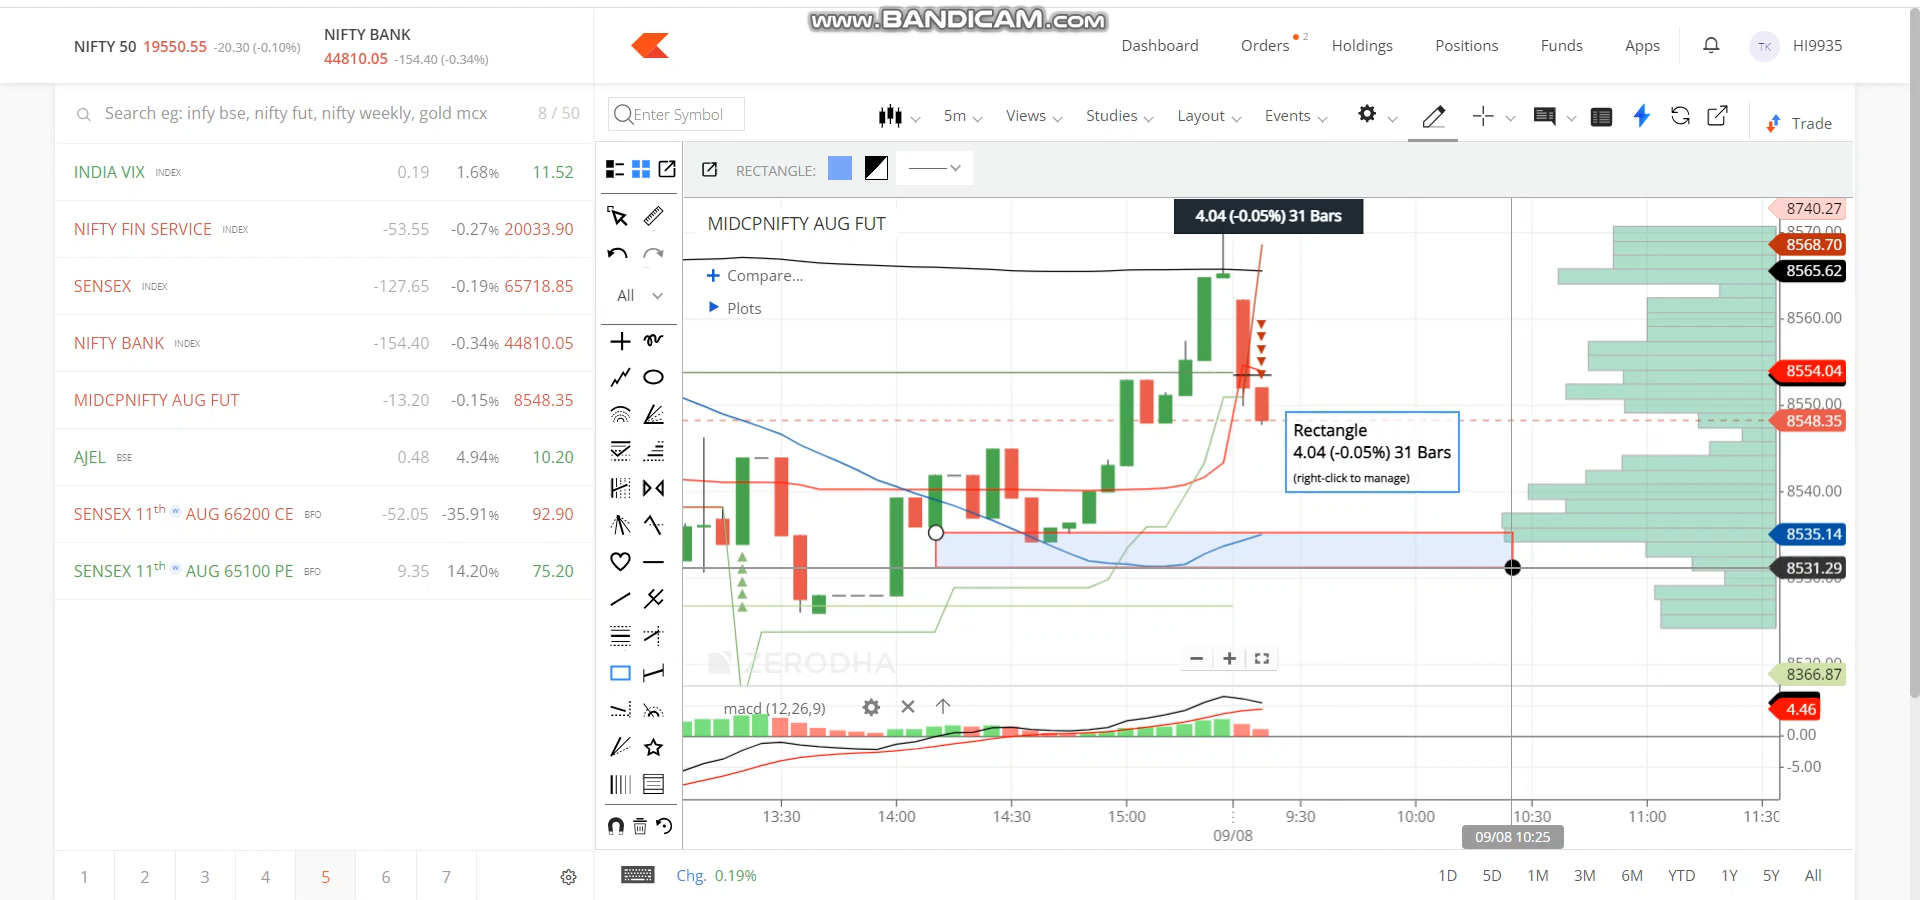 www.BANDICAM.com
NIFTY 50 19550.55 -20.30 (-0.10%)
NIFTY BANK
44810.05 -154.40 (-0.34%)
Dashboard Orders 2 Holdings Positions Funds Apps TK HI9935
Search eg: infy bse, nifty fut, nifty weekly, gold mcx 8 / 50
INDIA VIX INDEX 0.19 1.68% 11.52
NIFTY FIN SERVICE INDEX -53.55 -0.27% 20033.90
SENSEX INDEX -127.65 -0.19% 65718.85
NIFTY BANK INDEX -154.40 -0.34% 44810.05
MIDCPNIFTY AUG FUT -13.20 -0.15% 8548.35
AJEL BSE 0.48 4.94% 10.20
SENSEX 11th w AUG 66200 CE BFO -52.05 -35.91% 92.90
SENSEX 11th w AUG 65100 PE BFO 9.35 14.20% 75.20
1 2 3 4 5 6 7
Enter Symbol 5m Views Studies Layout Events Trade
RECTANGLE:
All
MIDCPNIFTY AUG FUT
4.04 (-0.05%) 31 Bars
Compare...
Plots
Rectangle
4.04 (-0.05%) 31 Bars
(right-click to manage)
8740.27
8570.00
8568.70
8565.62
8560.00
8554.04
8550.00
8548.35
8540.00
8535.14
8531.29
8366.87
ZERODHA
macd (12,26,9)
4.46
0.00
-5.00
13:30 14:00 14:30 15:00 9:30 10:00 10:30 11:00 11:30
09/08 09/08 10:25
Chg. 0.19% 1D 5D 1M 3M 6M YTD 1Y 5Y All